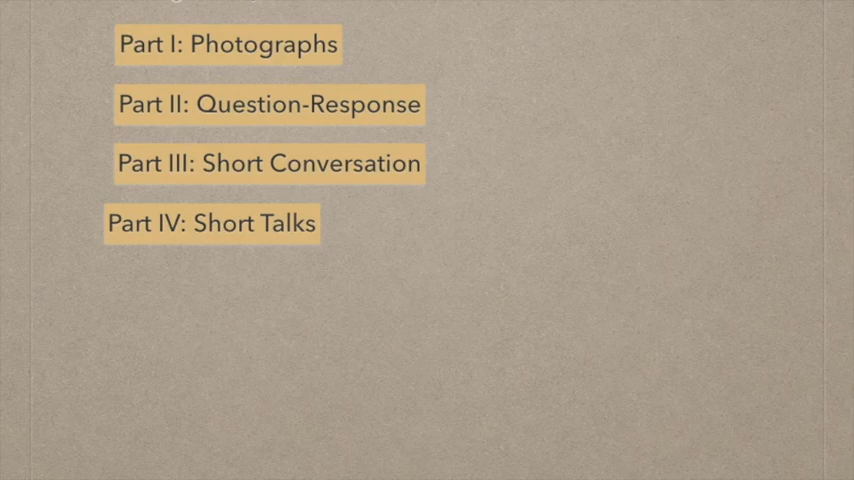 Part I: Photographs
Part II: Question-Response
Part III: Short Conversation
Part IV: Short Talks